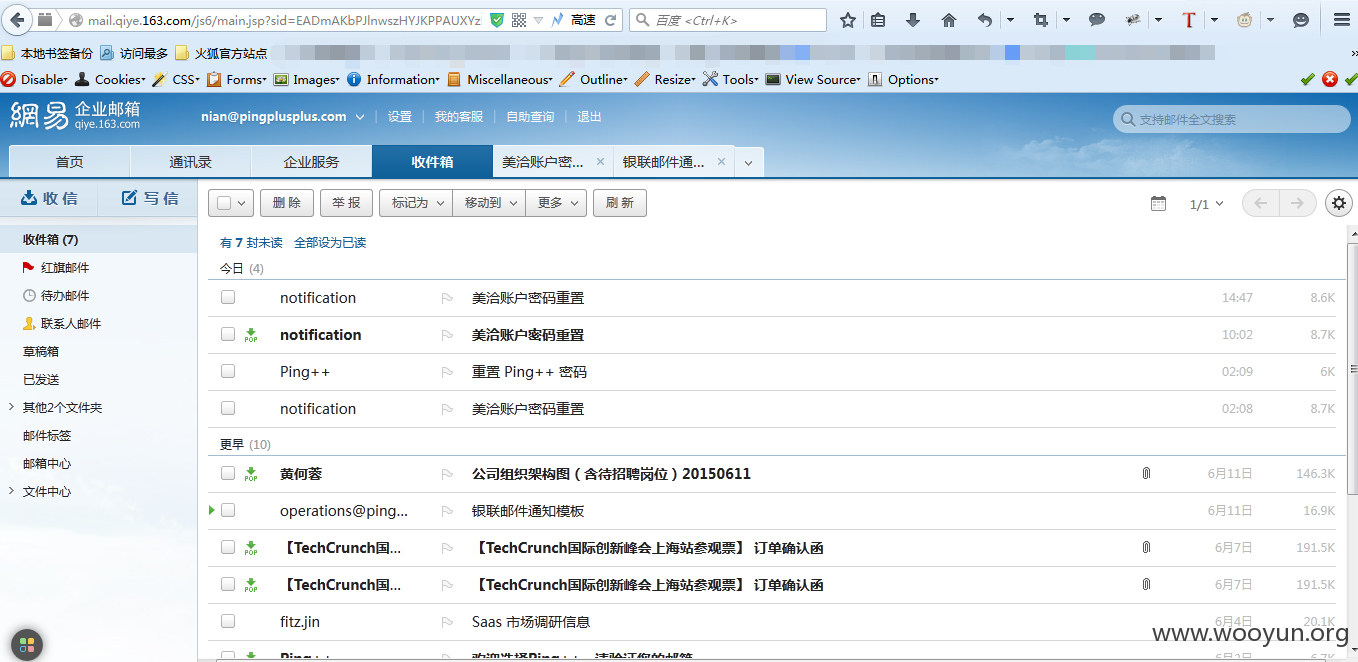 mail.qiye.163.com/js6/main.jsp?sid=EADmAKbPJlnwszHYJKPPAUXYz 高速 百度 <Ctrl+K>
本地书签备份 访问最多 火狐官方站点
Disable Cookies CSS Forms Images Information Miscellaneous Outline Resize Tools View Source Options
網易 企业邮箱 qiye.163.com nian@pingplusplus.com 设置 我的客服 自助查询 退出 支持邮件全文搜索
首页 通讯录 企业服务 收件箱 美洽账户密... 银联邮件通...
收信 写信 删除 举报 标记为 移动到 更多 刷新 1/1
收件箱 (7)
红旗邮件
待办邮件
联系人邮件
草稿箱
已发送
其他2个文件夹
邮件标签
邮箱中心
文件中心
有 7 封未读 全部设为已读
今日 (4)
notification 美洽账户密码重置 14:47 8.6K
POP notification 美洽账户密码重置 10:02 8.7K
Ping++ 重置 Ping++ 密码 02:09 6K
notification 美洽账户密码重置 02:08 8.7K
更早 (10)
POP 黄何蓉 公司组织架构图（含待招聘岗位）20150611 6月11日 146.3K
operations@ping... 银联邮件通知模板 6月11日 16.9K
POP 【TechCrunch国... 【TechCrunch国际创新峰会上海站参观票】 订单确认函 6月7日 191.5K
POP 【TechCrunch国... 【TechCrunch国际创新峰会上海站参观票】 订单确认函 6月7日 191.5K
fitz.jin Saas 市场调研信息 6月4日 20.1K
www.wooyun.org